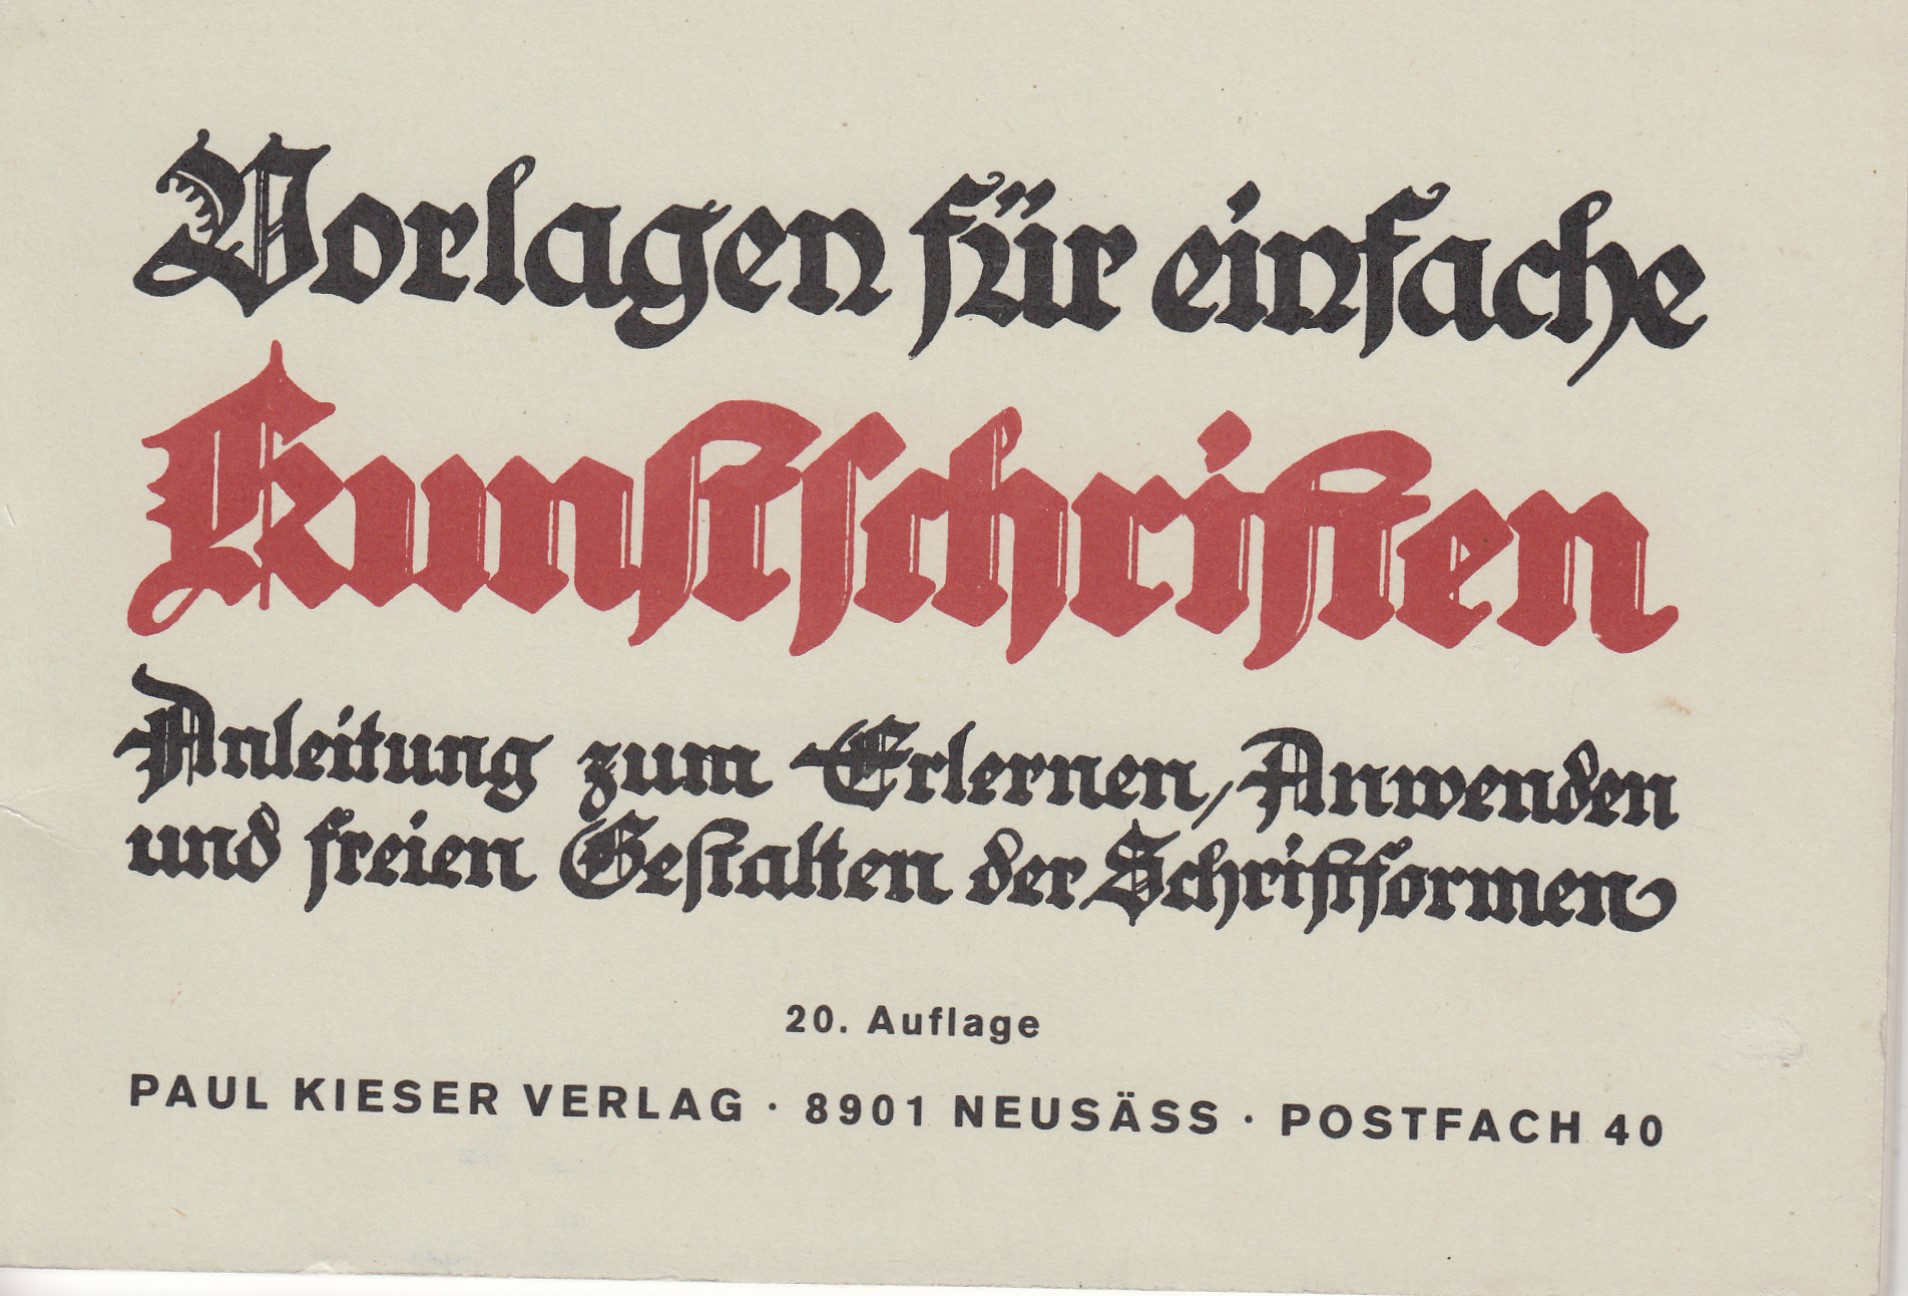 Vorlagen für einfache
Kunstschriften
Anleitung zum Erlernen, Anwenden
und freien Gestalten der Schriftformen
20. Auflage
PAUL KIESER VERLAG · 8901 NEUSÄSS · POSTFACH 40